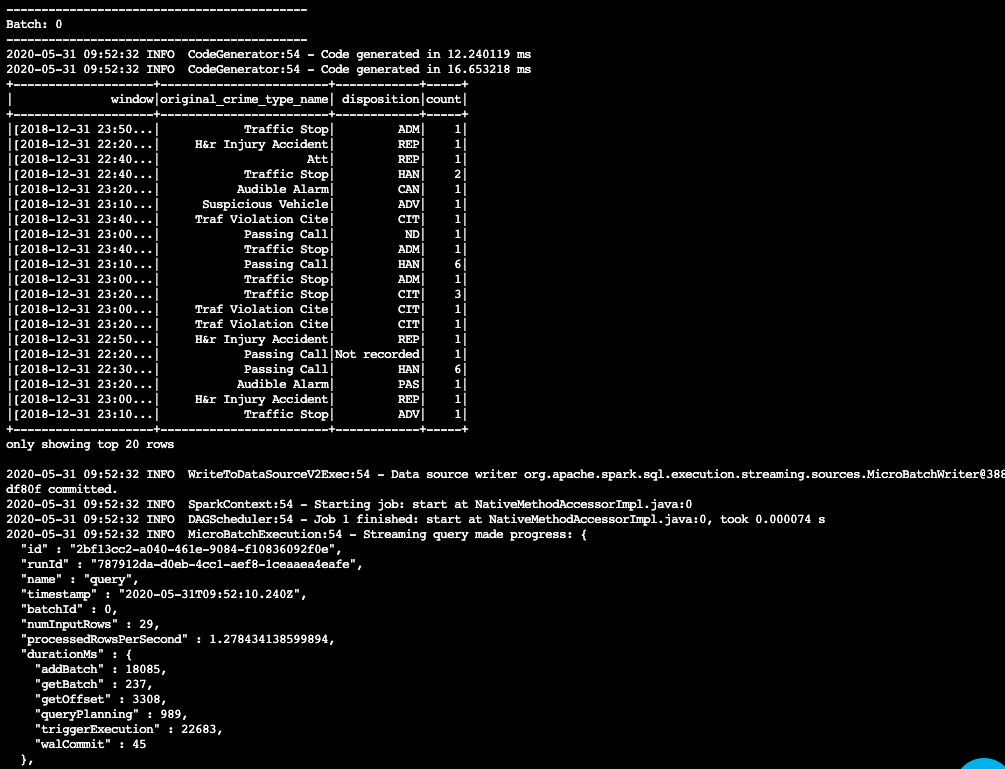 -------------------------------------------
Batch: 0
-------------------------------------------
2020-05-31 09:52:32 INFO  CodeGenerator:54 - Code generated in 12.240119 ms
2020-05-31 09:52:32 INFO  CodeGenerator:54 - Code generated in 16.653218 ms
+--------------------+------------------------+------------+-----+
|              window|original_crime_type_name| disposition|count|
+--------------------+------------------------+------------+-----+
|[2018-12-31 23:50...|            Traffic Stop|         ADM|    1|
|[2018-12-31 22:20...|     H&r Injury Accident|         REP|    1|
|[2018-12-31 22:40...|                     Att|         REP|    1|
|[2018-12-31 22:40...|            Traffic Stop|         HAN|    2|
|[2018-12-31 23:20...|           Audible Alarm|         CAN|    1|
|[2018-12-31 23:10...|      Suspicious Vehicle|         ADV|    1|
|[2018-12-31 23:40...|     Traf Violation Cite|         CIT|    1|
|[2018-12-31 23:00...|            Passing Call|          ND|    1|
|[2018-12-31 23:40...|            Traffic Stop|         ADM|    1|
|[2018-12-31 23:10...|            Passing Call|         HAN|    6|
|[2018-12-31 23:00...|            Traffic Stop|         ADM|    1|
|[2018-12-31 23:20...|            Traffic Stop|         CIT|    3|
|[2018-12-31 23:00...|     Traf Violation Cite|         CIT|    1|
|[2018-12-31 23:20...|     Traf Violation Cite|         CIT|    1|
|[2018-12-31 22:50...|     H&r Injury Accident|         REP|    1|
|[2018-12-31 22:20...|            Passing Call|Not recorded|    1|
|[2018-12-31 22:30...|            Passing Call|         HAN|    6|
|[2018-12-31 23:20...|           Audible Alarm|         PAS|    1|
|[2018-12-31 23:00...|     H&r Injury Accident|         REP|    1|
|[2018-12-31 23:10...|            Traffic Stop|         ADV|    1|
+--------------------+------------------------+------------+-----+
only showing top 20 rows
2020-05-31 09:52:32 INFO  WriteToDataSourceV2Exec:54 - Data source writer org.apache.spark.sql.execution.streaming.sources.MicroBatchWriter@388
df80f committed.
2020-05-31 09:52:32 INFO  SparkContext:54 - Starting job: start at NativeMethodAccessorImpl.java:0
2020-05-31 09:52:32 INFO  DAGScheduler:54 - Job 1 finished: start at NativeMethodAccessorImpl.java:0, took 0.000074 s
2020-05-31 09:52:32 INFO  MicroBatchExecution:54 - Streaming query made progress: {
  "id" : "2bf13cc2-a040-461e-9084-f10836092f0e",
  "runId" : "787912da-d0eb-4cc1-aef8-1ceaaea4eafe",
  "name" : "query",
  "timestamp" : "2020-05-31T09:52:10.240Z",
  "batchId" : 0,
  "numInputRows" : 29,
  "processedRowsPerSecond" : 1.278434138599894,
  "durationMs" : {
    "addBatch" : 18085,
    "getBatch" : 237,
    "getOffset" : 3308,
    "queryPlanning" : 989,
    "triggerExecution" : 22683,
    "walCommit" : 45
  },